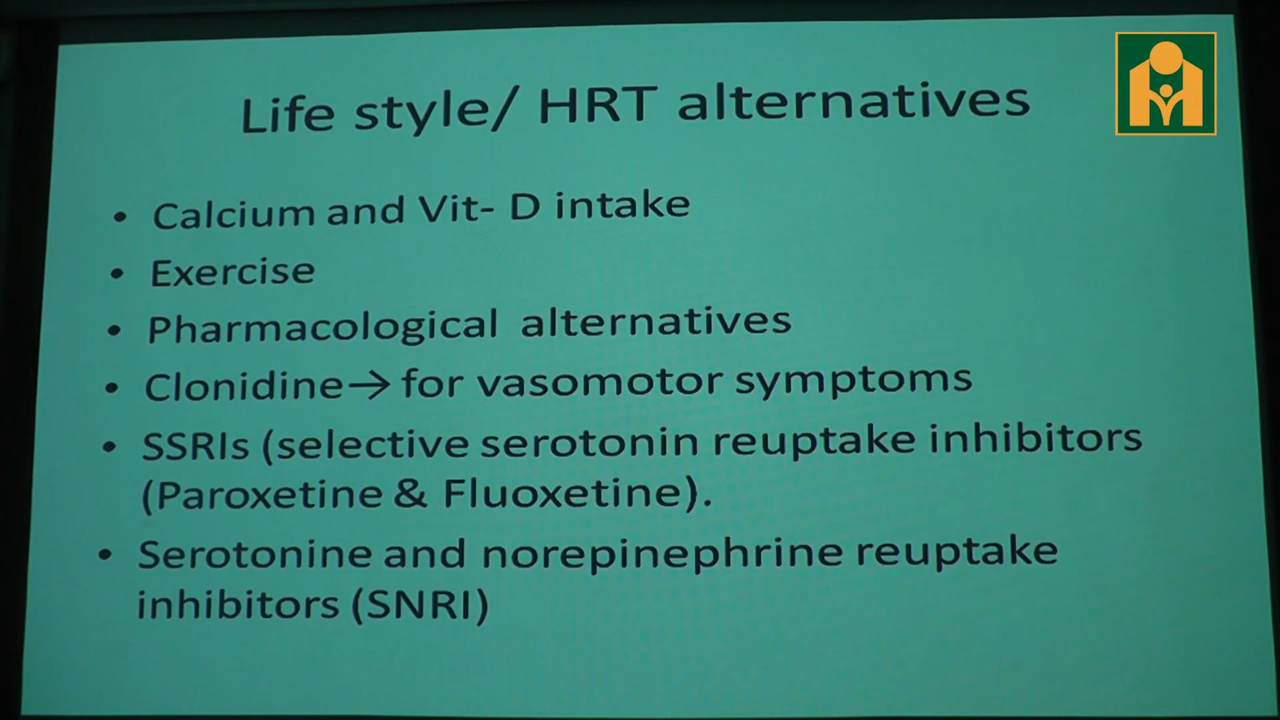 Life style/ HRT alternatives
• Calcium and Vit- D intake
• Exercise
• Pharmacological alternatives
• Clonidine→ for vasomotor symptoms
• SSRIs (selective serotonin reuptake inhibitors
(Paroxetine & Fluoxetine).
• Serotonine and norepinephrine reuptake
inhibitors (SNRI)